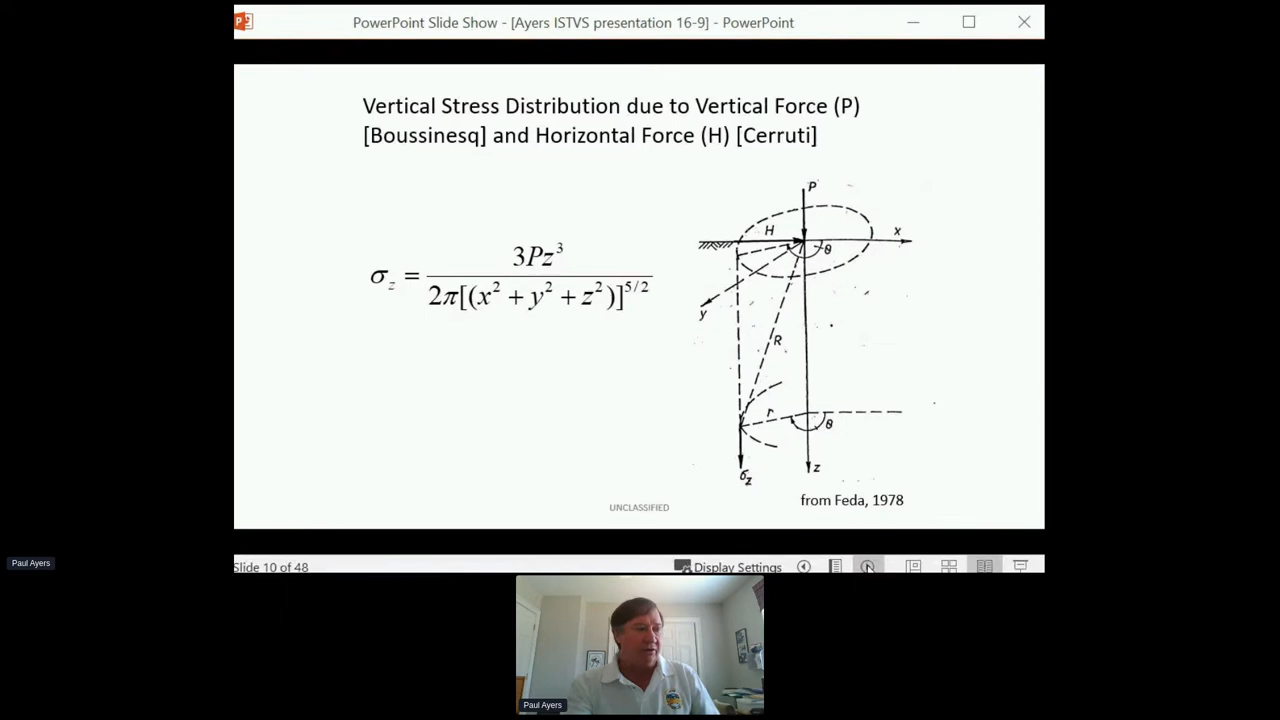 PowerPoint Slide Show - [Ayers ISTVS presentation 16-9] - PowerPoint
Vertical Stress Distribution due to Vertical Force (P)
[Boussinesq] and Horizontal Force (H) [Cerruti]
P
H
x
θ
σz = 3Pz³ / 2π[(x² + y² + z²)]^5/2
y
R
r
θ
z
σz
from Feda, 1978
UNCLASSIFIED
Paul Ayers
Slide 10 of 48
Display Settings
Paul Ayers